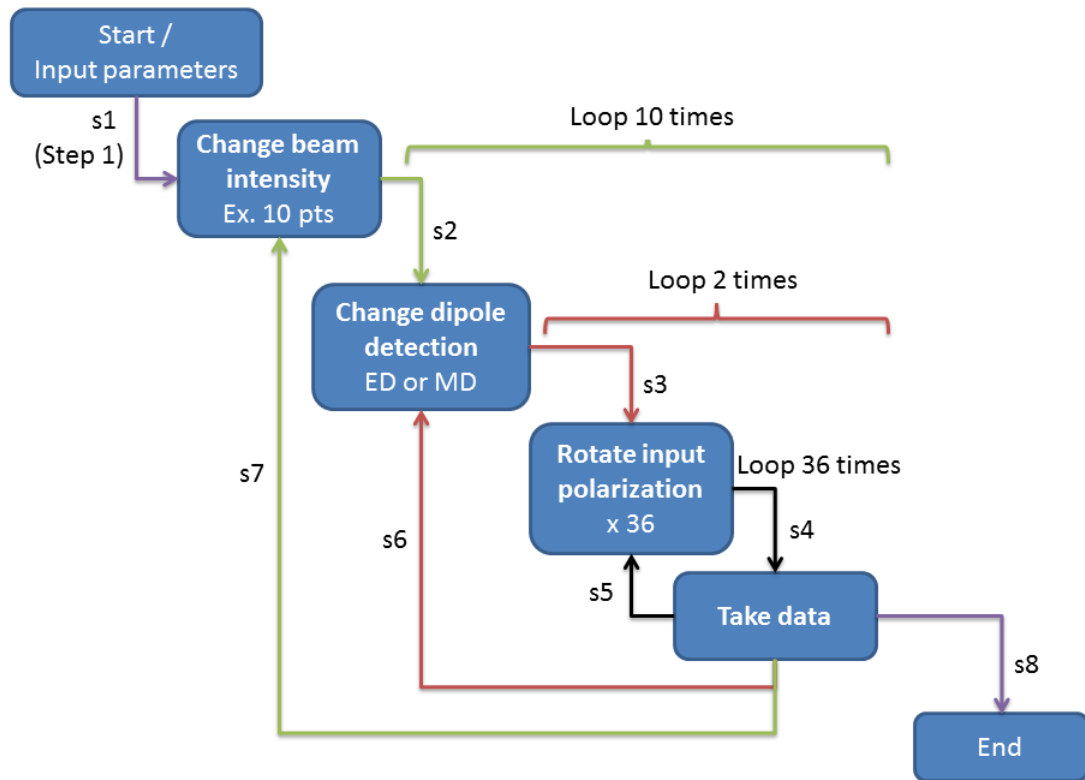 Start /
Input parameters
s1
(Step 1)
Change beam
intensity
Ex. 10 pts
Loop 10 times
s2
Change dipole
detection
ED or MD
Loop 2 times
s3
Rotate input
polarization
x 36
Loop 36 times
s4
s7
s6
s5
Take data
s8
End